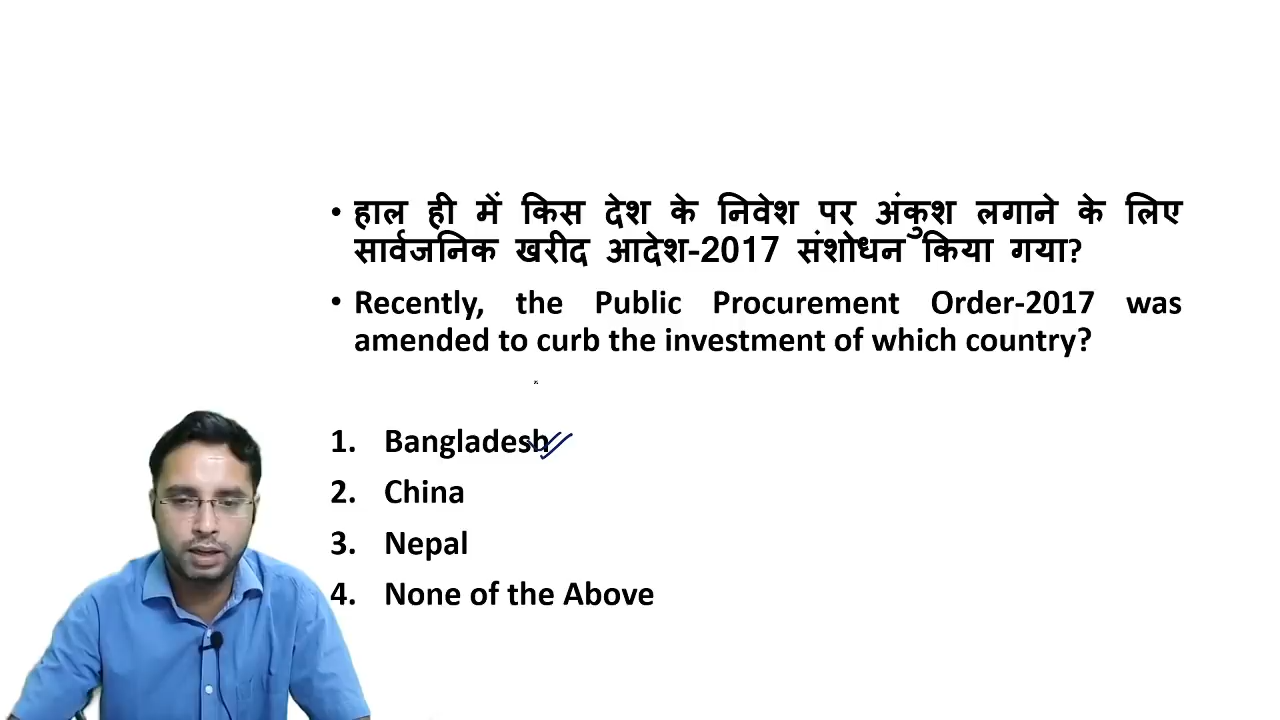 • हाल ही में किस देश के निवेश पर अंकुश लगाने के लिए
सार्वजनिक खरीद आदेश-2017 संशोधन किया गया?
• Recently, the Public Procurement Order-2017 was
amended to curb the investment of which country?
1. Bangladesh
2. China
3. Nepal
4. None of the Above